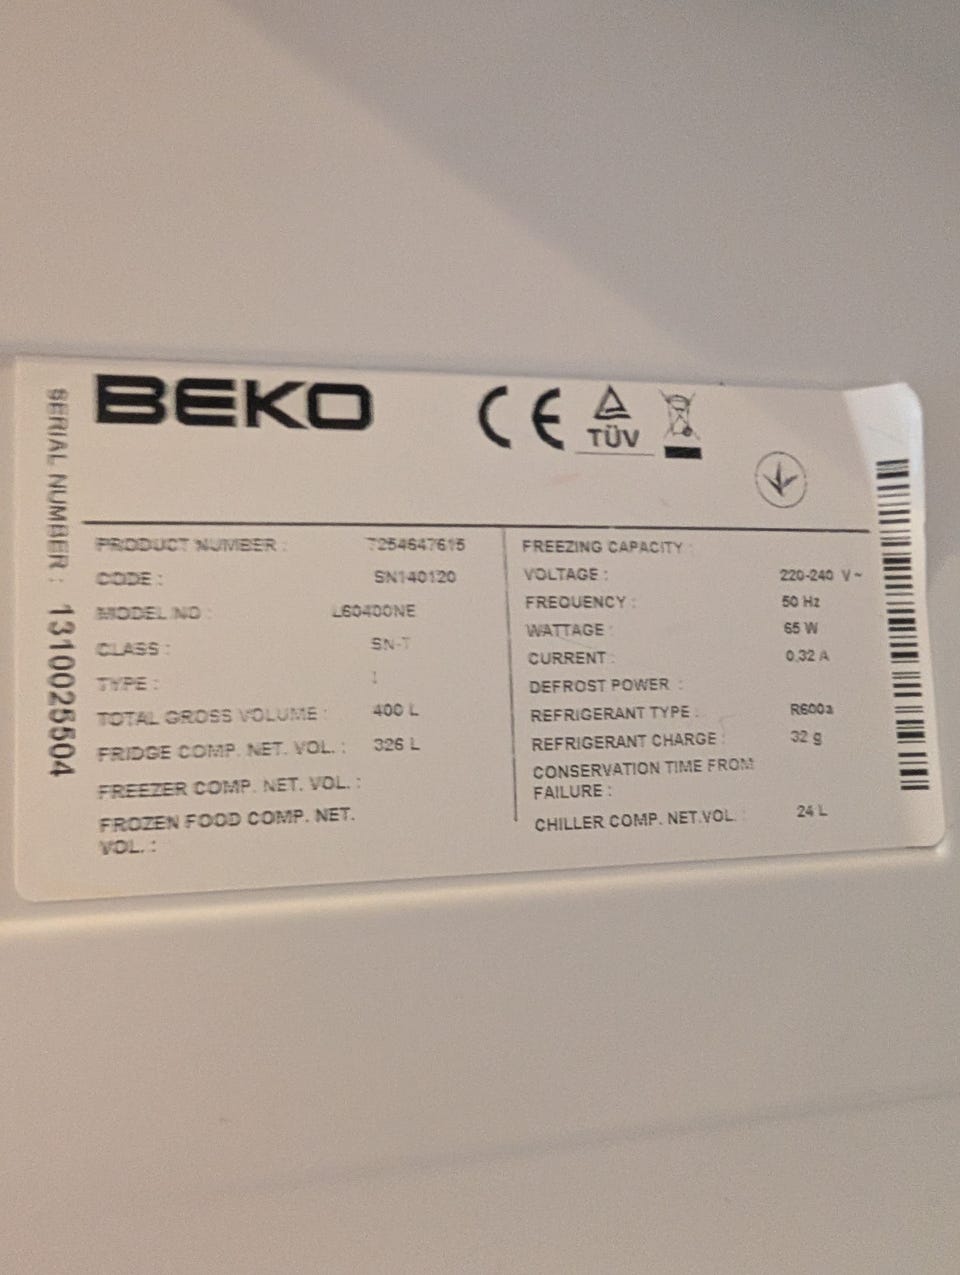 BEKO
CE TÜV
SERIAL NUMBER : 1310025504
PRODUCT NUMBER : 7254647615
CODE : SN140120
MODEL NO : L60400NE
CLASS : SN-T
TYPE : I
TOTAL GROSS VOLUME : 400 L
FRIDGE COMP. NET. VOL. : 326 L
FREEZER COMP. NET. VOL. :
FROZEN FOOD COMP. NET.
VOL. :
FREEZING CAPACITY :
VOLTAGE : 220-240 V~
FREQUENCY : 50 Hz
WATTAGE : 65 W
CURRENT : 0,32 A
DEFROST POWER :
REFRIGERANT TYPE : R600a
REFRIGERANT CHARGE : 32 g
CONSERVATION TIME FROM
FAILURE :
CHILLER COMP. NET.VOL. : 24 L